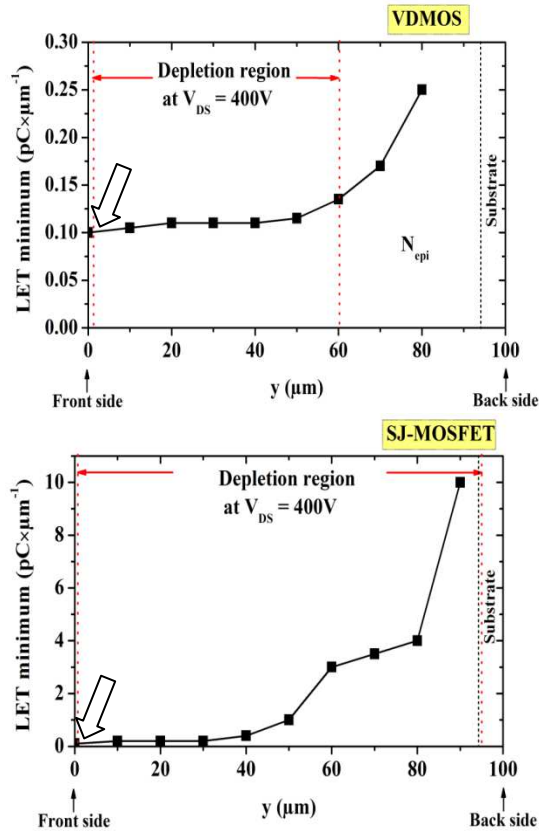 VDMOS
0.30
Depletion region
0.25
at V_DS = 400V
0.20
0.15
0.10
0.05
0.00
LET minimum (pC×µm⁻¹)
N_epi
Substrate
0 20 40 60 80 100
y (µm)
Front side
Back side
SJ-MOSFET
10
Depletion region
at V_DS = 400V
8
6
4
2
0
LET minimum (pC×µm⁻¹)
Substrate
0 20 40 60 80 100
y (µm)
Front side
Back side